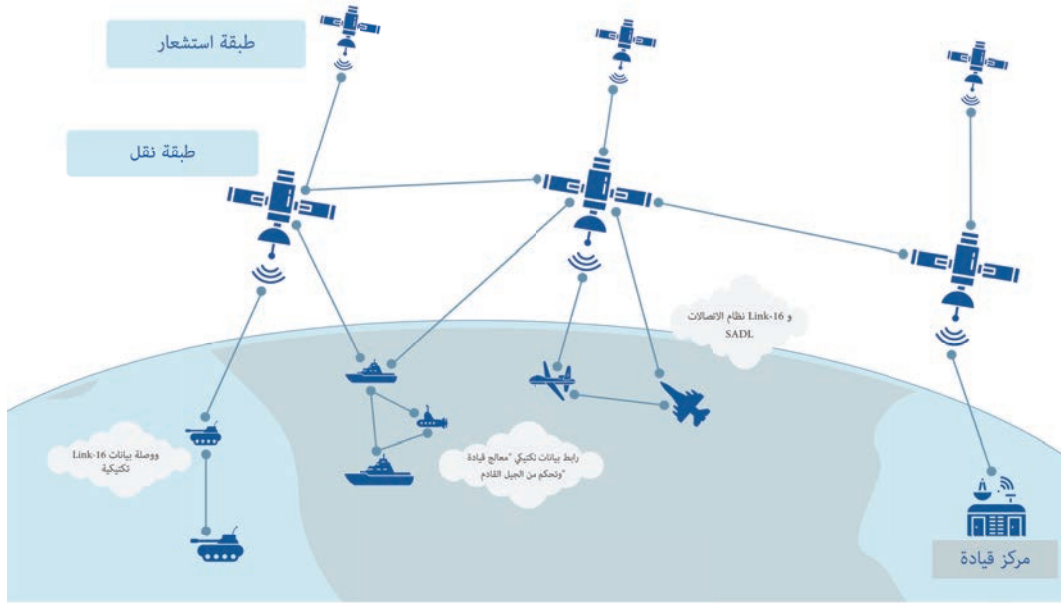 طبقة استشعار
طبقة نقل
و Link-16 نظام الاتصالات
SADL
ووصلة بيانات Link-16
تكتيكية
رابط بيانات تكتيكي "معالج قيادة
وتحكم من الجيل القادم"
مركز قيادة